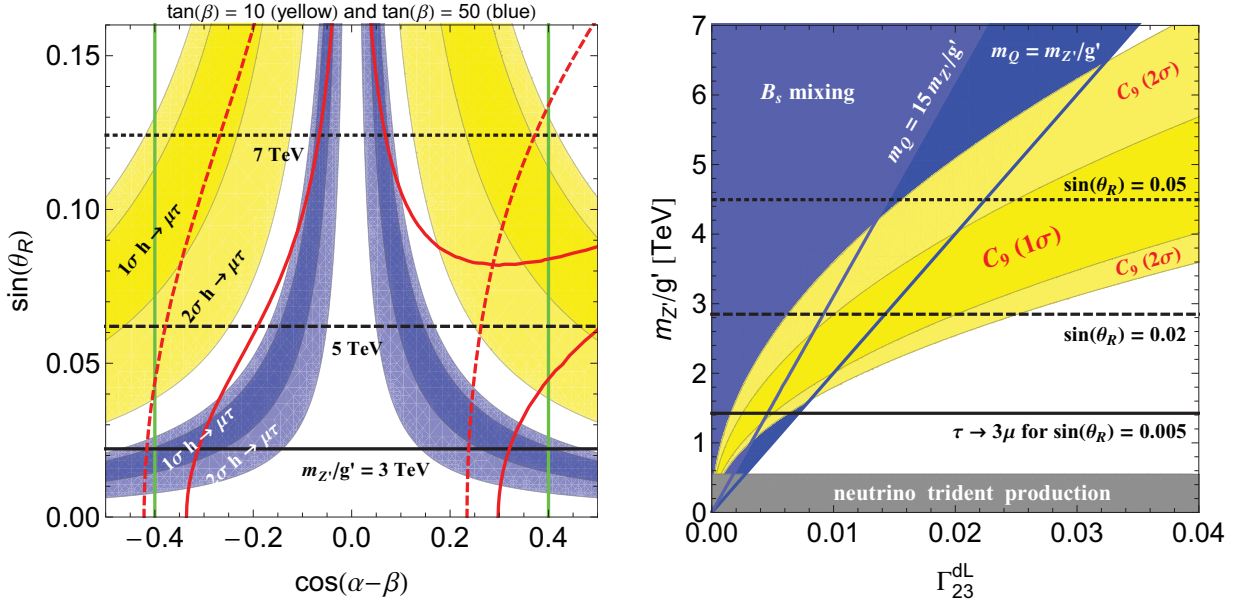 tan(β) = 10 (yellow) and tan(β) = 50 (blue)
0.15
0.10
0.05
0.00
sin(θR)
7 TeV
5 TeV
mZ'/g' = 3 TeV
1σ h → μτ
2σ h → μτ
1σ h → μτ
2σ h → μτ
−0.4
−0.2
0.0
0.2
0.4
cos(α−β)
7
6
5
4
3
2
1
0
mZ'/g' [TeV]
Bs mixing
mQ = 15 mZ'/g'
mQ = mZ'/g'
C9 (2σ)
sin(θR) = 0.05
C9 (1σ)
C9 (2σ)
sin(θR) = 0.02
τ → 3μ for sin(θR) = 0.005
neutrino trident production
0.00
0.01
0.02
0.03
0.04
Γ23dL